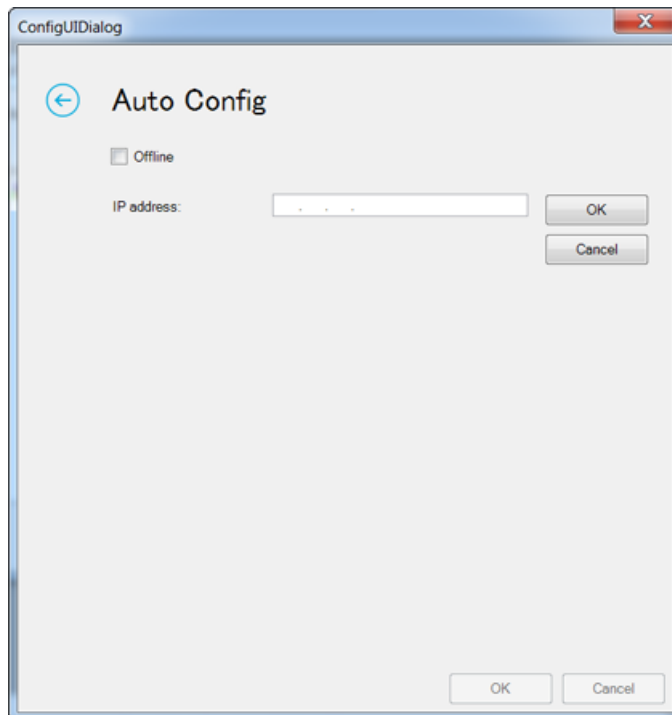 ConfigUIDialog
Auto Config
Offline
IP address:
. . .
OK
Cancel
OK
Cancel